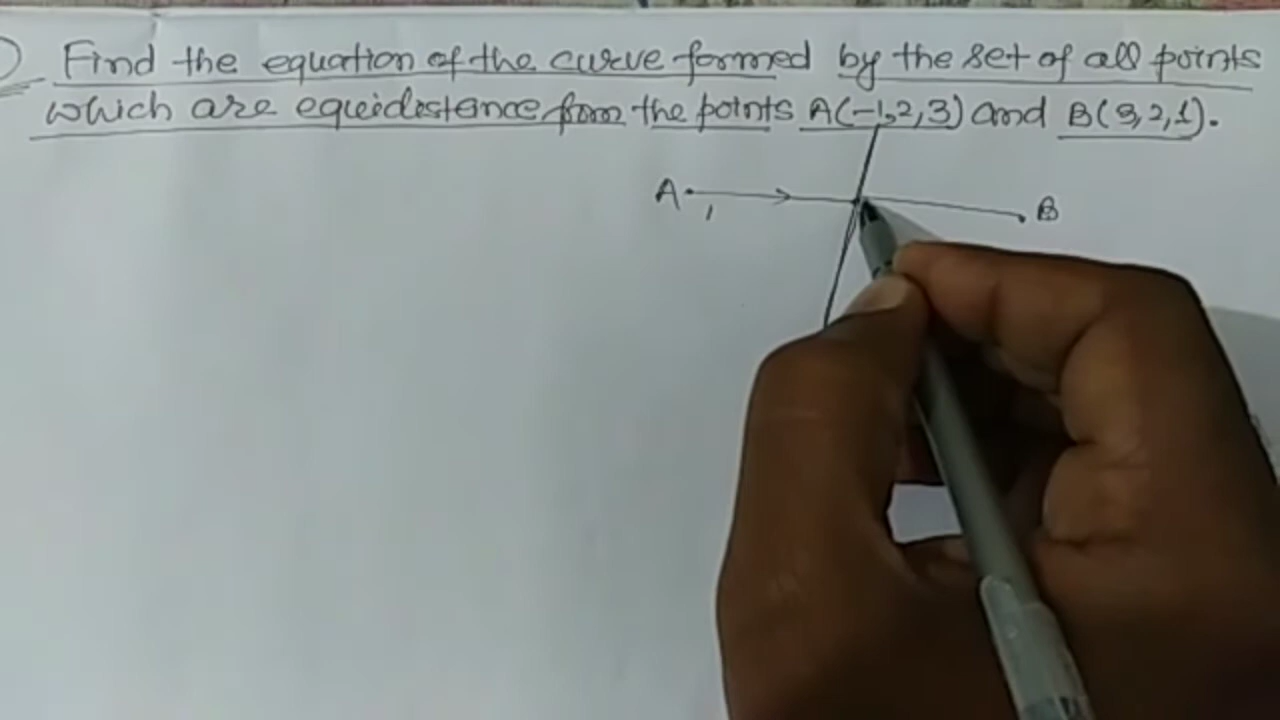 Find the equation of the curve formed by the set of all points
which are equidistance from the points A(-1,2,3) and B(3,2,1).
A B